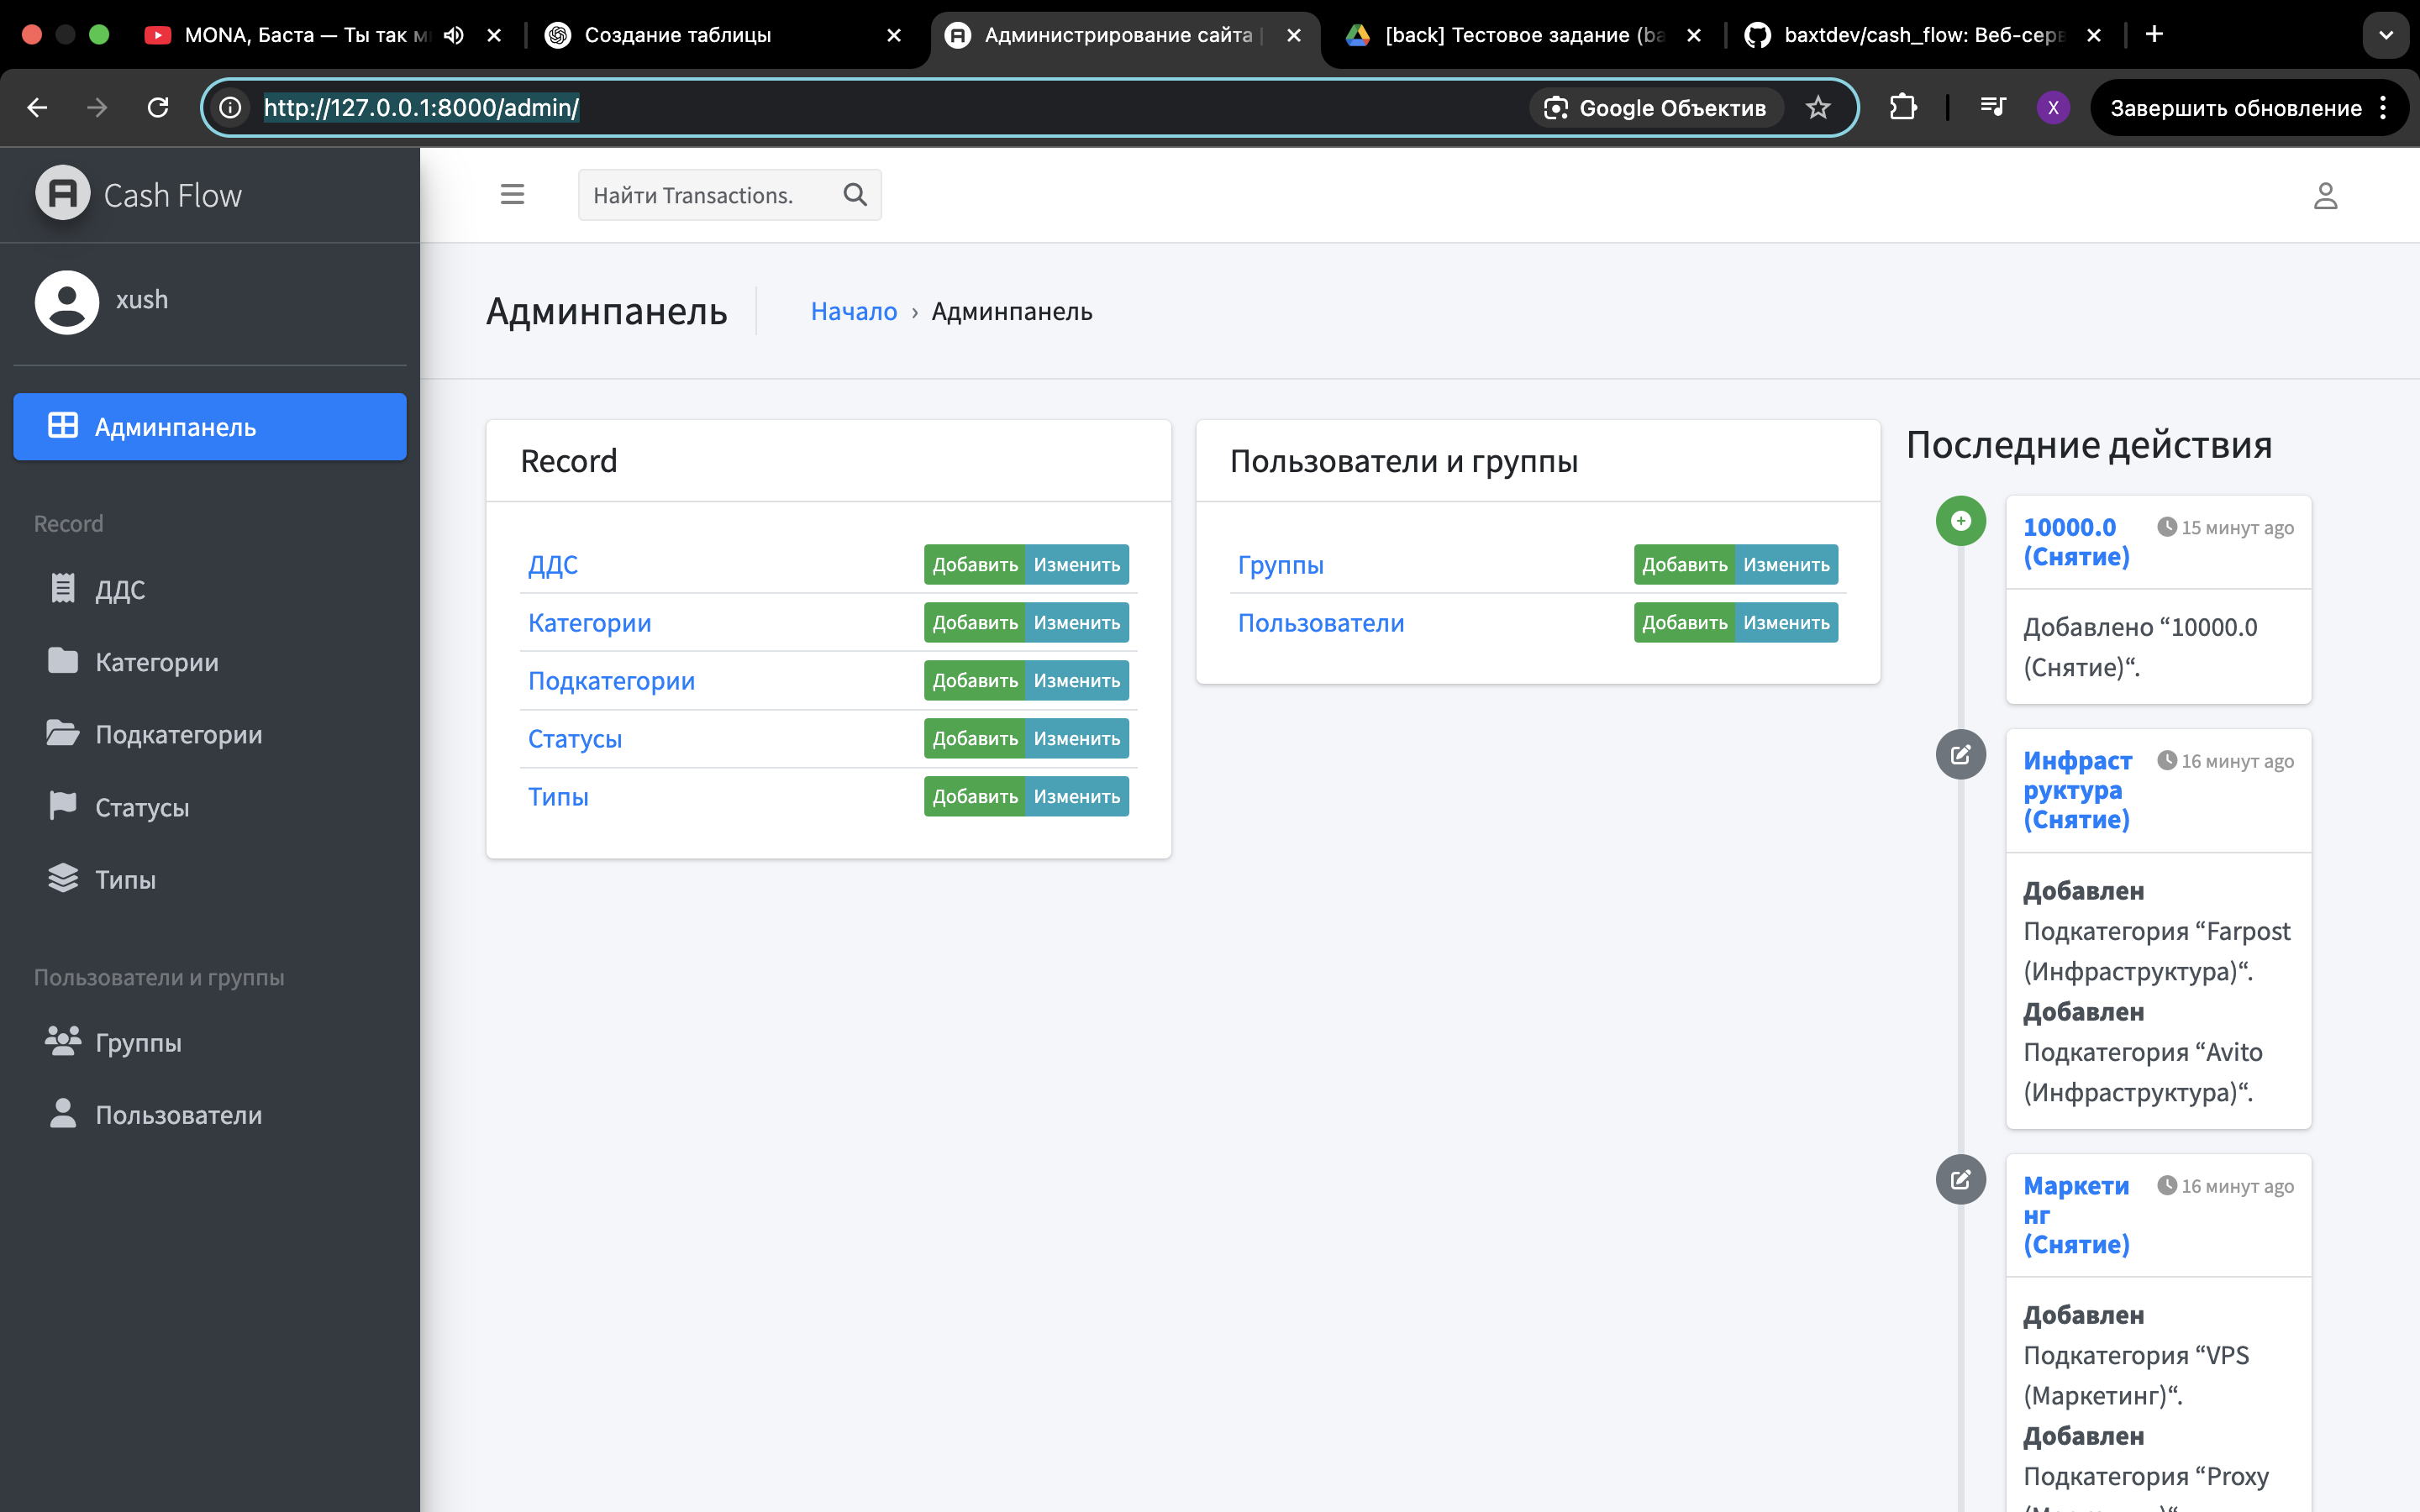 MONA, Баста — Ты так м
Создание таблицы
Администрирование сайта |
[back] Тестовое задание (ba
baxtdev/cash_flow: Веб-серв
http://127.0.0.1:8000/admin/
Google Объектив
X
Завершить обновление
Cash Flow
Найти Transactions.
xush
Админпанель
Начало › Админпанель
Админпанель
Record
ДДС
Категории
Подкатегории
Статусы
Типы
Пользователи и группы
Группы
Пользователи
Record
ДДС Добавить Изменить
Категории Добавить Изменить
Подкатегории Добавить Изменить
Статусы Добавить Изменить
Типы Добавить Изменить
Пользователи и группы
Группы Добавить Изменить
Пользователи Добавить Изменить
Последние действия
10000.0 15 минут ago
(Снятие)
Добавлено “10000.0
(Снятие)“.
Инфраст 16 минут ago
руктура
(Снятие)
Добавлен
Подкатегория “Farpost
(Инфраструктура)“.
Добавлен
Подкатегория “Avito
(Инфраструктура)“.
Маркети 16 минут ago
нг
(Снятие)
Добавлен
Подкатегория “VPS
(Маркетинг)“.
Добавлен
Подкатегория “Proxy